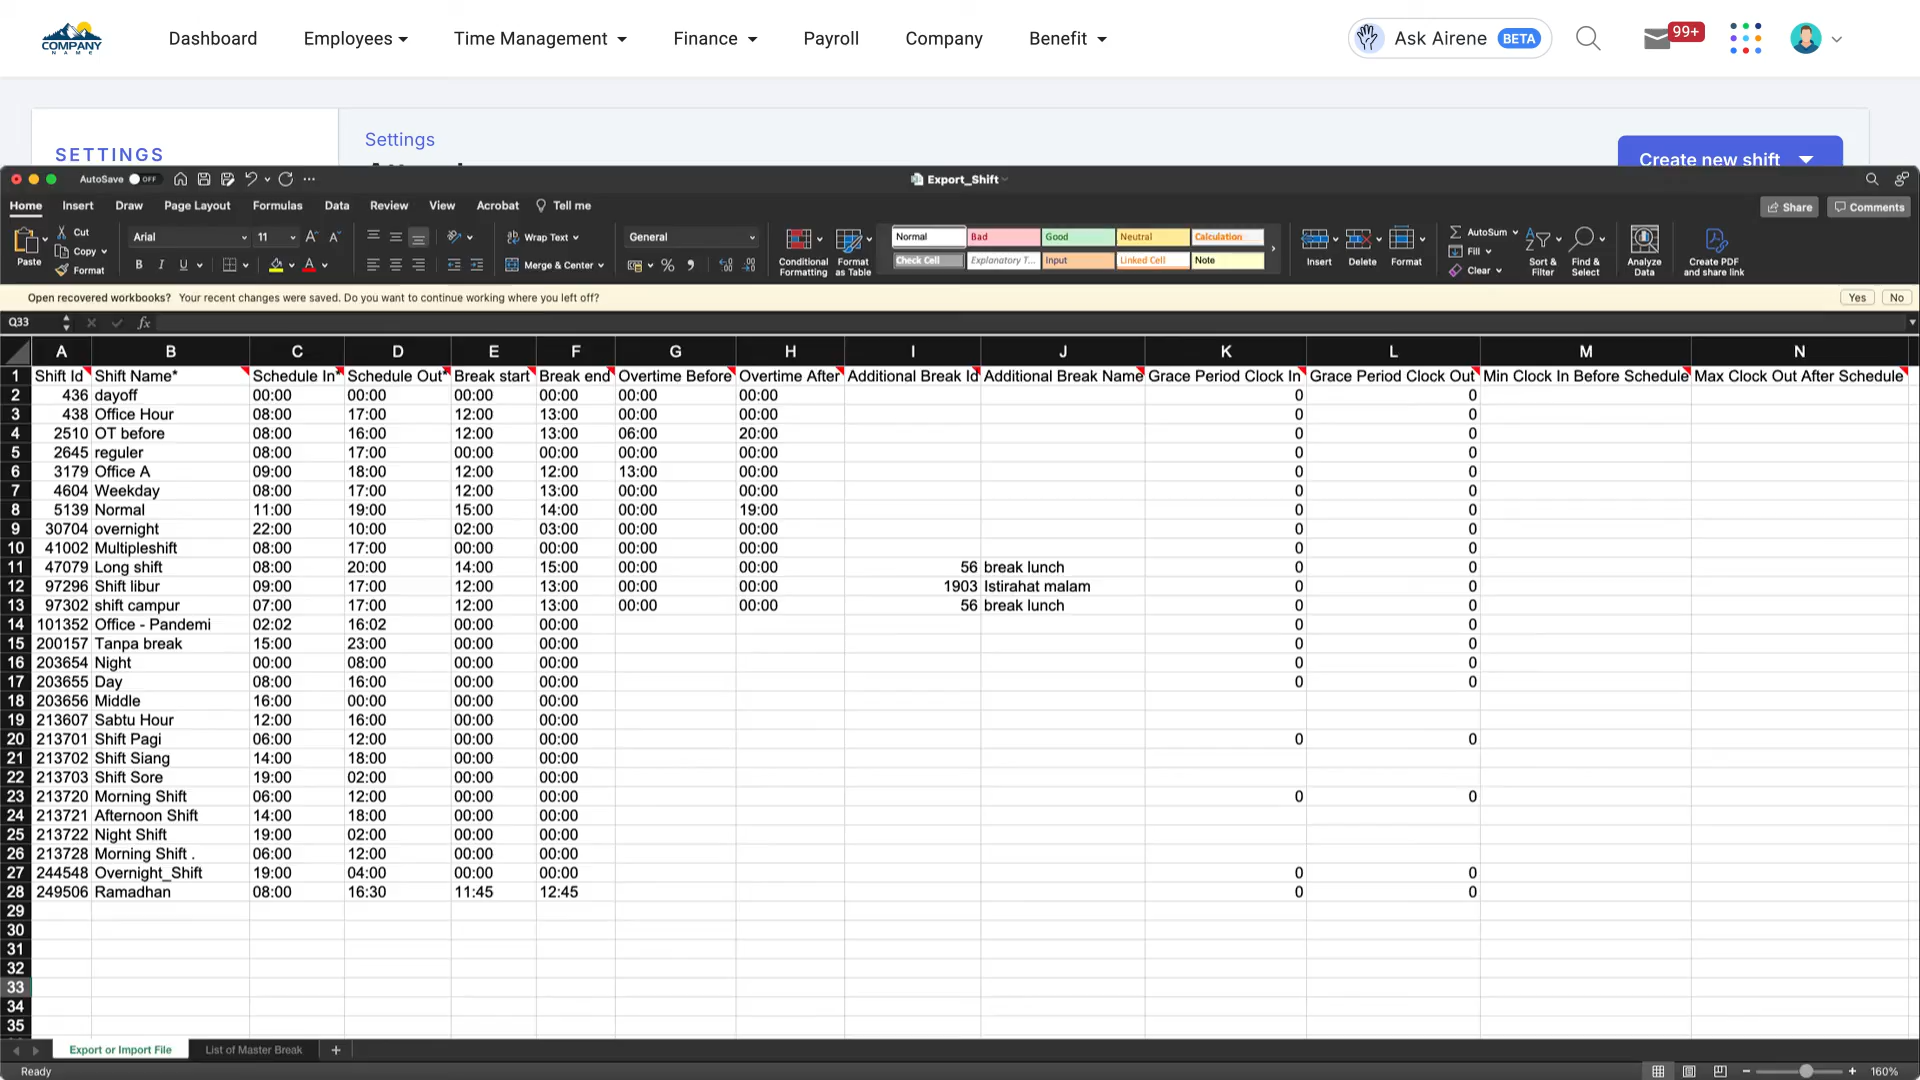 COMPANY
NAME
Dashboard Employees Time Management Finance Payroll Company Benefit Ask Airene BETA 99+
SETTINGS
Settings
Create new shift
AutoSave OFF Export_Shift
Home Insert Draw Page Layout Formulas Data Review View Acrobat Tell me Share Comments
Paste Cut Copy Format
Arial 11 Wrap Text General
B I U Merge & Center
Conditional Formatting Format as Table
Normal Bad Good Neutral Calculation
Check Cell Explanatory T... Input Linked Cell Note
Insert Delete Format
AutoSum Fill Clear
Sort & Filter Find & Select Analyze Data Create PDF and share link
Open recovered workbooks? Your recent changes were saved. Do you want to continue working where you left off? Yes No
Q33 fx
A B C D E F G H I J K L M N
1 Shift Id Shift Name* Schedule In* Schedule Out* Break start Break end Overtime Before Overtime After Additional Break Id Additional Break Name Grace Period Clock In Grace Period Clock Out Min Clock In Before Schedule Max Clock Out After Schedule
2 436 dayoff 00:00 00:00 00:00 00:00 00:00 00:00 0 0
3 438 Office Hour 08:00 17:00 12:00 13:00 00:00 00:00 0 0
4 2510 OT before 08:00 16:00 12:00 13:00 06:00 20:00 0 0
5 2645 reguler 08:00 17:00 00:00 00:00 00:00 00:00 0 0
6 3179 Office A 09:00 18:00 12:00 12:00 13:00 00:00 0 0
7 4604 Weekday 08:00 17:00 12:00 13:00 00:00 00:00 0 0
8 5139 Normal 11:00 19:00 15:00 14:00 00:00 19:00 0 0
9 30704 overnight 22:00 10:00 02:00 03:00 00:00 00:00 0 0
10 41002 Multipleshift 08:00 17:00 00:00 00:00 00:00 00:00 0 0
11 47079 Long shift 08:00 20:00 14:00 15:00 00:00 00:00 56 break lunch 0 0
12 97296 Shift libur 09:00 17:00 12:00 13:00 00:00 00:00 1903 Istirahat malam 0 0
13 97302 shift campur 07:00 17:00 12:00 13:00 00:00 00:00 56 break lunch 0 0
14 101352 Office - Pandemi 02:02 16:02 00:00 00:00 0 0
15 200157 Tanpa break 15:00 23:00 00:00 00:00 0 0
16 203654 Night 00:00 08:00 00:00 00:00 0 0
17 203655 Day 08:00 16:00 00:00 00:00 0 0
18 203656 Middle 16:00 00:00 00:00 00:00
19 213607 Sabtu Hour 12:00 16:00 00:00 00:00
20 213701 Shift Pagi 06:00 12:00 00:00 00:00 0 0
21 213702 Shift Siang 14:00 18:00 00:00 00:00
22 213703 Shift Sore 19:00 02:00 00:00 00:00
23 213720 Morning Shift 06:00 12:00 00:00 00:00 0 0
24 213721 Afternoon Shift 14:00 18:00 00:00 00:00
25 213722 Night Shift 19:00 02:00 00:00 00:00
26 213728 Morning Shift . 06:00 12:00 00:00 00:00
27 244548 Overnight_Shift 19:00 04:00 00:00 00:00 0 0
28 249506 Ramadhan 08:00 16:30 11:45 12:45 0 0
29
30
31
32
33
34
35
Export or Import File List of Master Break +
Ready 160%